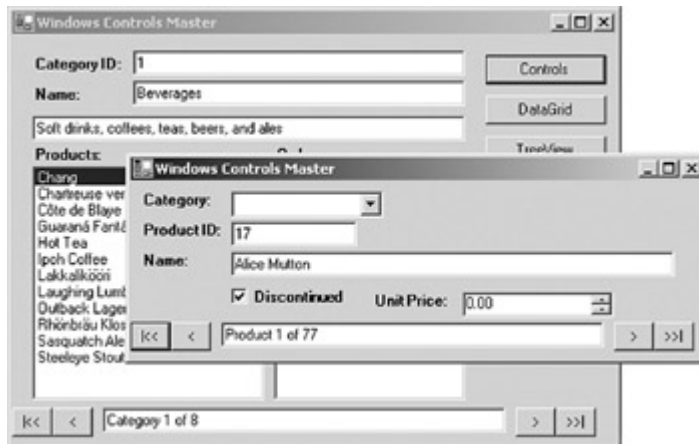 Windows Controls Master
Category ID: 1
Controls
Name: Beverages
DataGrid
Soft drinks, coffees, teas, beers, and ales
TreeView
Products:
Chang
Chartreuse ver
Côte de Blaye
Guaraná Fantá
Hot Tea
Ipoh Coffee
Lakkalikööri
Laughing Lumb
Outback Lager
Rhönbräu Klos
Sasquatch Ale
Steeleye Stout
|<<
<
Category 1 of 8
>
>>|
Windows Controls Master
Category:
Product ID: 17
Name: Alice Mutton
Discontinued
Unit Price: 0.00
|<<
<
Product 1 of 77
>
>>|